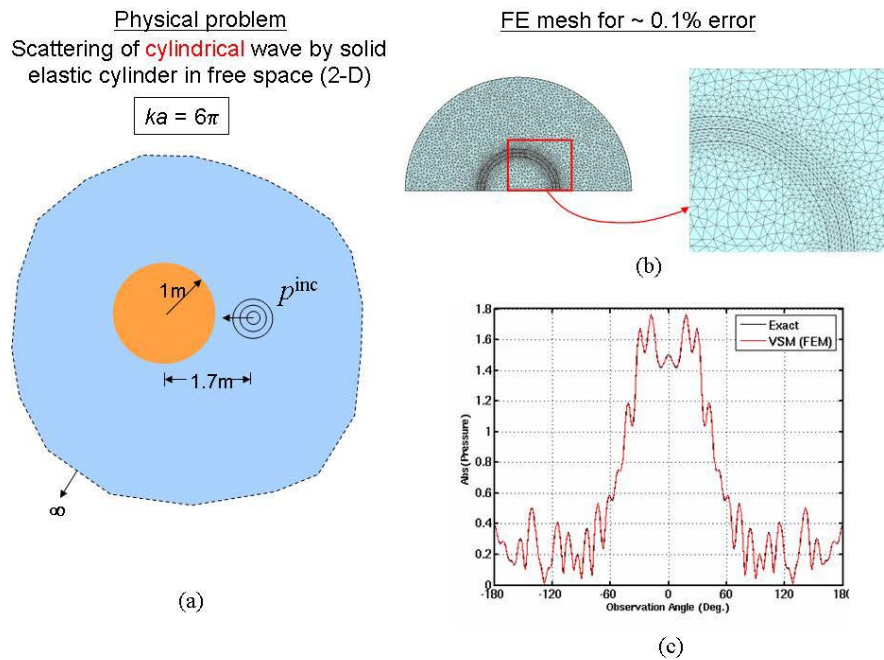 Physical problem
Scattering of cylindrical wave by solid
elastic cylinder in free space (2-D)
ka = 6π
1m
p^inc
1.7m
∞
(a)
FE mesh for ~ 0.1% error
(b)
Exact
VSM (FEM)
Abs(Pressure)
1.8
1.6
1.4
1.2
1
0.8
0.6
0.4
0.2
0
-180
-120
-60
0
60
120
180
Observation Angle (Deg.)
(c)